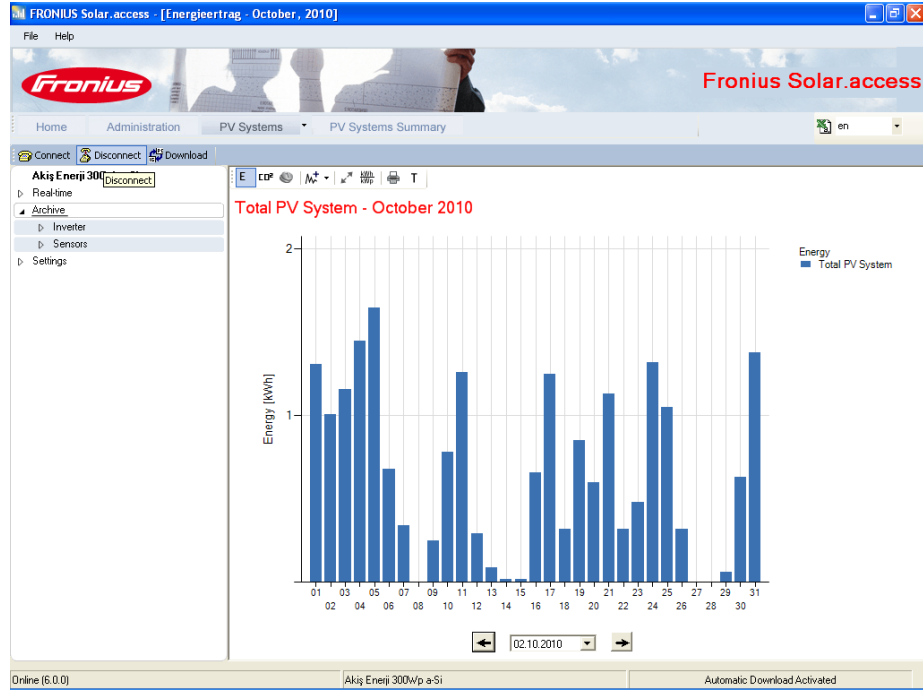 FRONIUS Solar.access - [Energieertrag - October, 2010]
File Help
Fronius
Fronius Solar.access
Home Administration PV Systems PV Systems Summary en
Connect Disconnect Download
Akiş Enerji 300
Disconnect
Real-time
Archive
Inverter
Sensors
Settings
E CO² kWh kWp T
Total PV System - October 2010
Energy
Total PV System
2
1
Energy [kWh]
01 03 05 07 09 11 13 15 17 19 21 23 25 27 29 31
02 04 06 08 10 12 14 16 18 20 22 24 26 28 30
02.10.2010
Online (6.0.0) Akiş Enerji 300Wp a-Si Automatic Download Activated